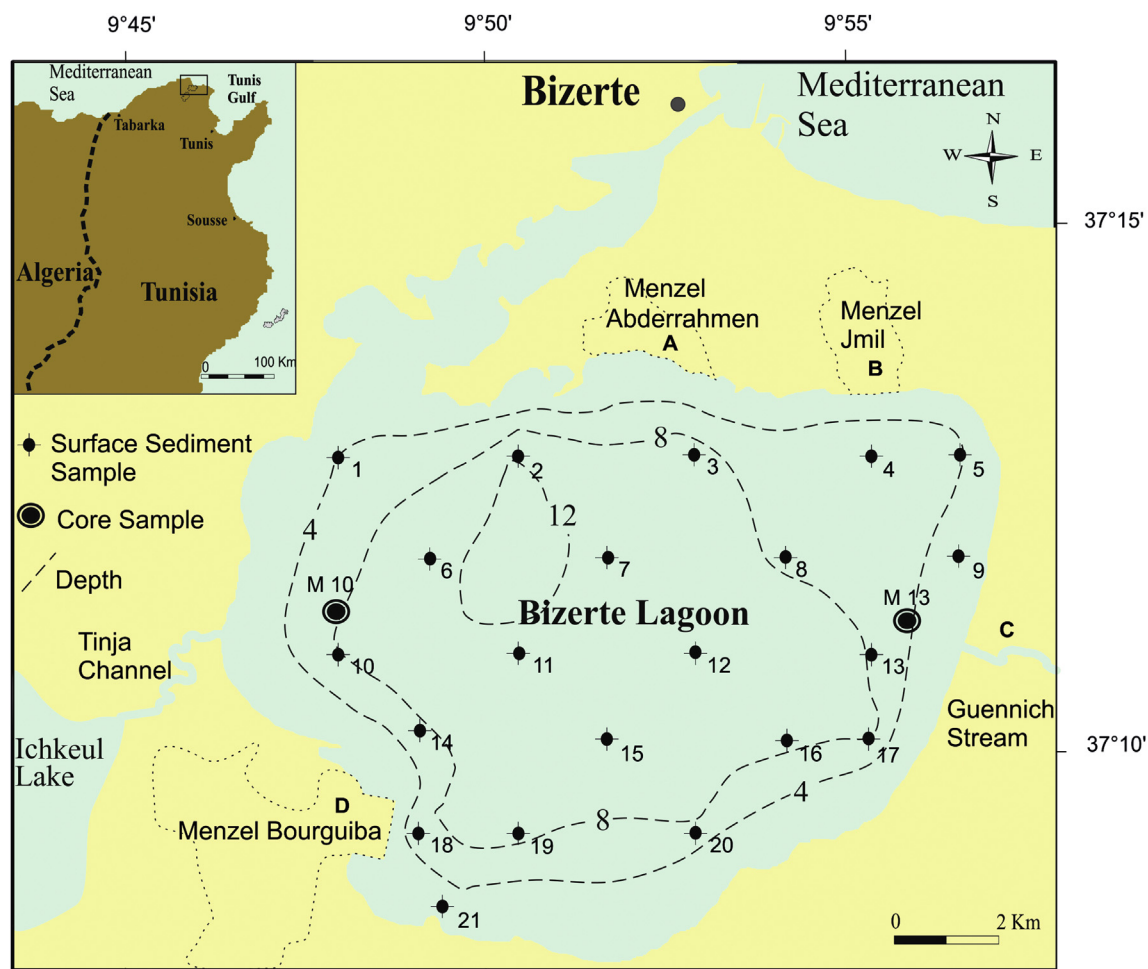 9°45'
9°50'
9°55'
Mediterranean
Sea
Tunis
Gulf
Tabarka
Tunis
Sousse
Algeria
Tunisia
0
100 Km
Bizerte
Mediterranean
Sea
N
W
E
S
37°15'
Menzel
Abderrahmen
A
Menzel
Jmil
B
Surface Sediment
Sample
Core Sample
Depth
1
2
3
4
5
8
4
12
6
7
8
9
M 10
M 13
Bizerte Lagoon
Tinja
Channel
C
10
11
12
13
Guennich
Stream
Ichkeul
Lake
14
15
16
17
37°10'
4
D
Menzel Bourguiba
8
18
19
20
21
0
2 Km